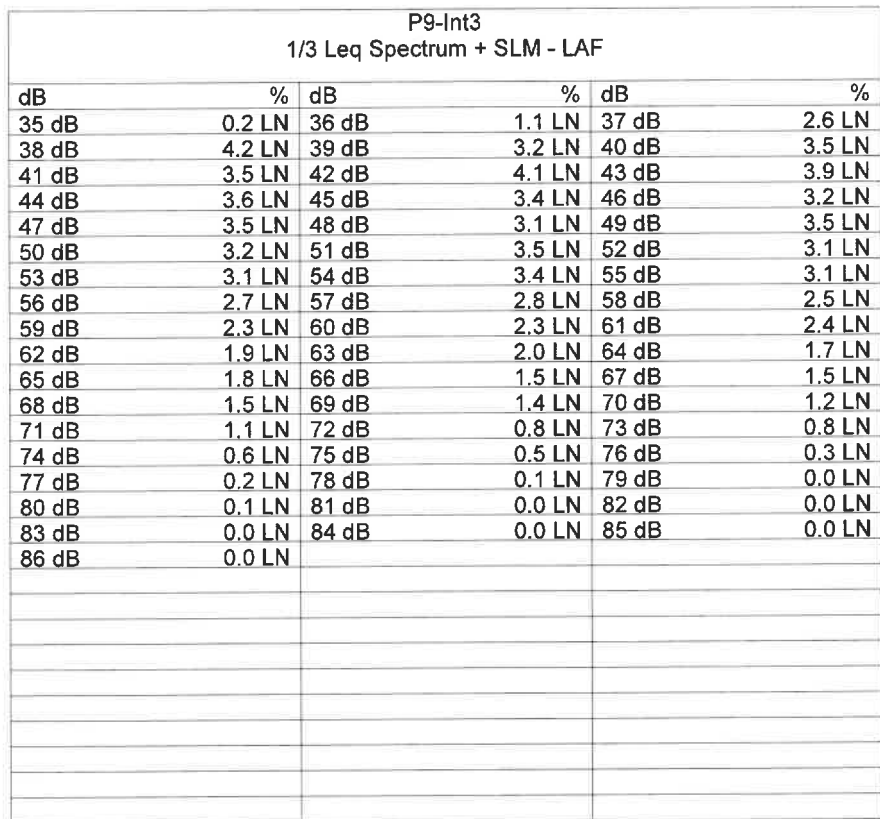 P9-Int3
1/3 Leq Spectrum + SLM - LAF
dB % dB % dB %
35 dB 0.2 LN 36 dB 1.1 LN 37 dB 2.6 LN
38 dB 4.2 LN 39 dB 3.2 LN 40 dB 3.5 LN
41 dB 3.5 LN 42 dB 4.1 LN 43 dB 3.9 LN
44 dB 3.6 LN 45 dB 3.4 LN 46 dB 3.2 LN
47 dB 3.5 LN 48 dB 3.1 LN 49 dB 3.5 LN
50 dB 3.2 LN 51 dB 3.5 LN 52 dB 3.1 LN
53 dB 3.1 LN 54 dB 3.4 LN 55 dB 3.1 LN
56 dB 2.7 LN 57 dB 2.8 LN 58 dB 2.5 LN
59 dB 2.3 LN 60 dB 2.3 LN 61 dB 2.4 LN
62 dB 1.9 LN 63 dB 2.0 LN 64 dB 1.7 LN
65 dB 1.8 LN 66 dB 1.5 LN 67 dB 1.5 LN
68 dB 1.5 LN 69 dB 1.4 LN 70 dB 1.2 LN
71 dB 1.1 LN 72 dB 0.8 LN 73 dB 0.8 LN
74 dB 0.6 LN 75 dB 0.5 LN 76 dB 0.3 LN
77 dB 0.2 LN 78 dB 0.1 LN 79 dB 0.0 LN
80 dB 0.1 LN 81 dB 0.0 LN 82 dB 0.0 LN
83 dB 0.0 LN 84 dB 0.0 LN 85 dB 0.0 LN
86 dB 0.0 LN